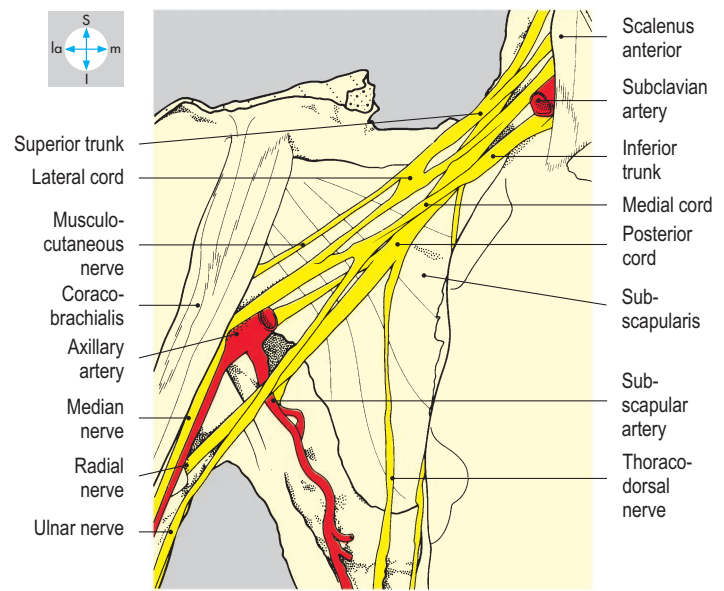 S
la
m
I
Superior trunk
Lateral cord
Musculo-
cutaneous
nerve
Coraco-
brachialis
Axillary
artery
Median
nerve
Radial
nerve
Ulnar nerve
Scalenus
anterior
Subclavian
artery
Inferior
trunk
Medial cord
Posterior
cord
Sub-
scapularis
Sub-
scapular
artery
Thoraco-
dorsal
nerve